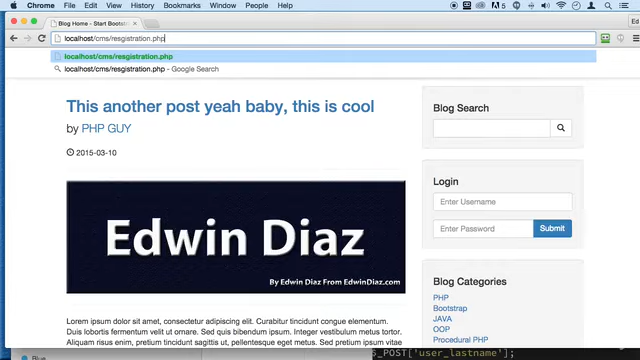 Chrome File Edit View History Bookmarks Window People Help
Blog Home - Start Bootst
Ed
localhost/cms/resgistration.php
localhost/cms/resgistration.php
localhost/cms/resgistration.php - Google Search
This another post yeah baby, this is cool
by PHP GUY
2015-03-10
Edwin Diaz
By Edwin Diaz From EdwinDiaz.com
Lorem ipsum dolor sit amet, consectetur adipiscing elit. Curabitur tincidunt congue elementum.
Duis lobortis fermentum velit ut ornare. Sed quis bibendum ipsum. Integer vestibulum metus tortor.
Aliquam risus enim, pretium tincidunt sagittis ut, pellentesque eget metus. Sed pretium vitae
Blog Search
Login
Enter Username
Enter Password
Submit
Blog Categories
PHP
Bootstrap
JAVA
OOP
Procedural PHP
Blue
$_POST['user_lastname'];